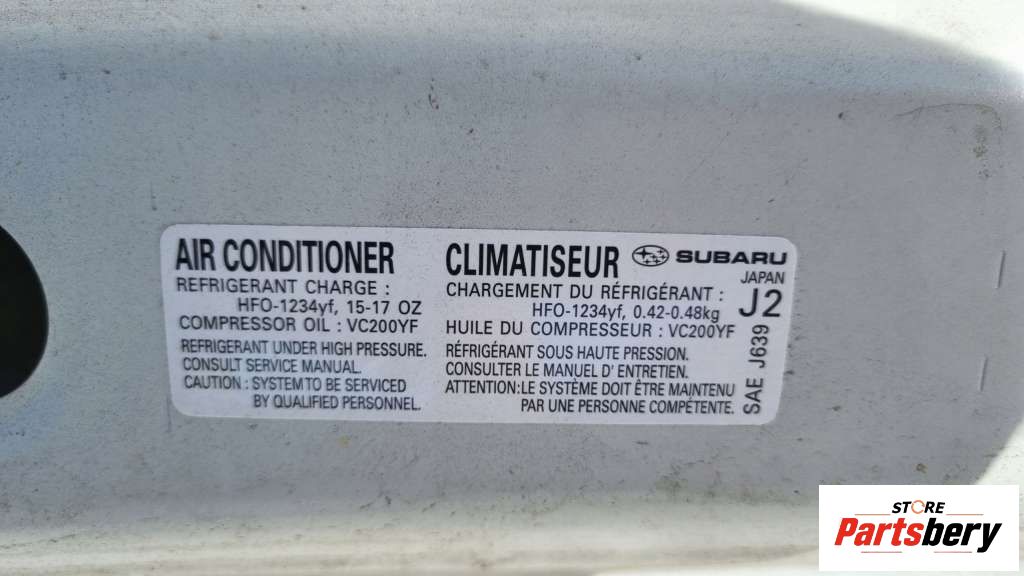 AIR CONDITIONER
REFRIGERANT CHARGE :
HFO-1234yf, 15-17 OZ
COMPRESSOR OIL : VC200YF
REFRIGERANT UNDER HIGH PRESSURE.
CONSULT SERVICE MANUAL.
CAUTION : SYSTEM TO BE SERVICED
BY QUALIFIED PERSONNEL.
CLIMATISEUR
CHARGEMENT DU RÉFRIGÉRANT :
HFO-1234yf, 0.42-0.48kg
HUILE DU COMPRESSEUR : VC200YF
RÉFRIGÉRANT SOUS HAUTE PRESSION.
CONSULTER LE MANUEL D' ENTRETIEN.
ATTENTION:LE SYSTÈME DOIT ÊTRE MAINTENU
PAR UNE PERSONNE COMPÉTENTE.
SUBARU
JAPAN
J2
SAE J639
STORE
Partsbery